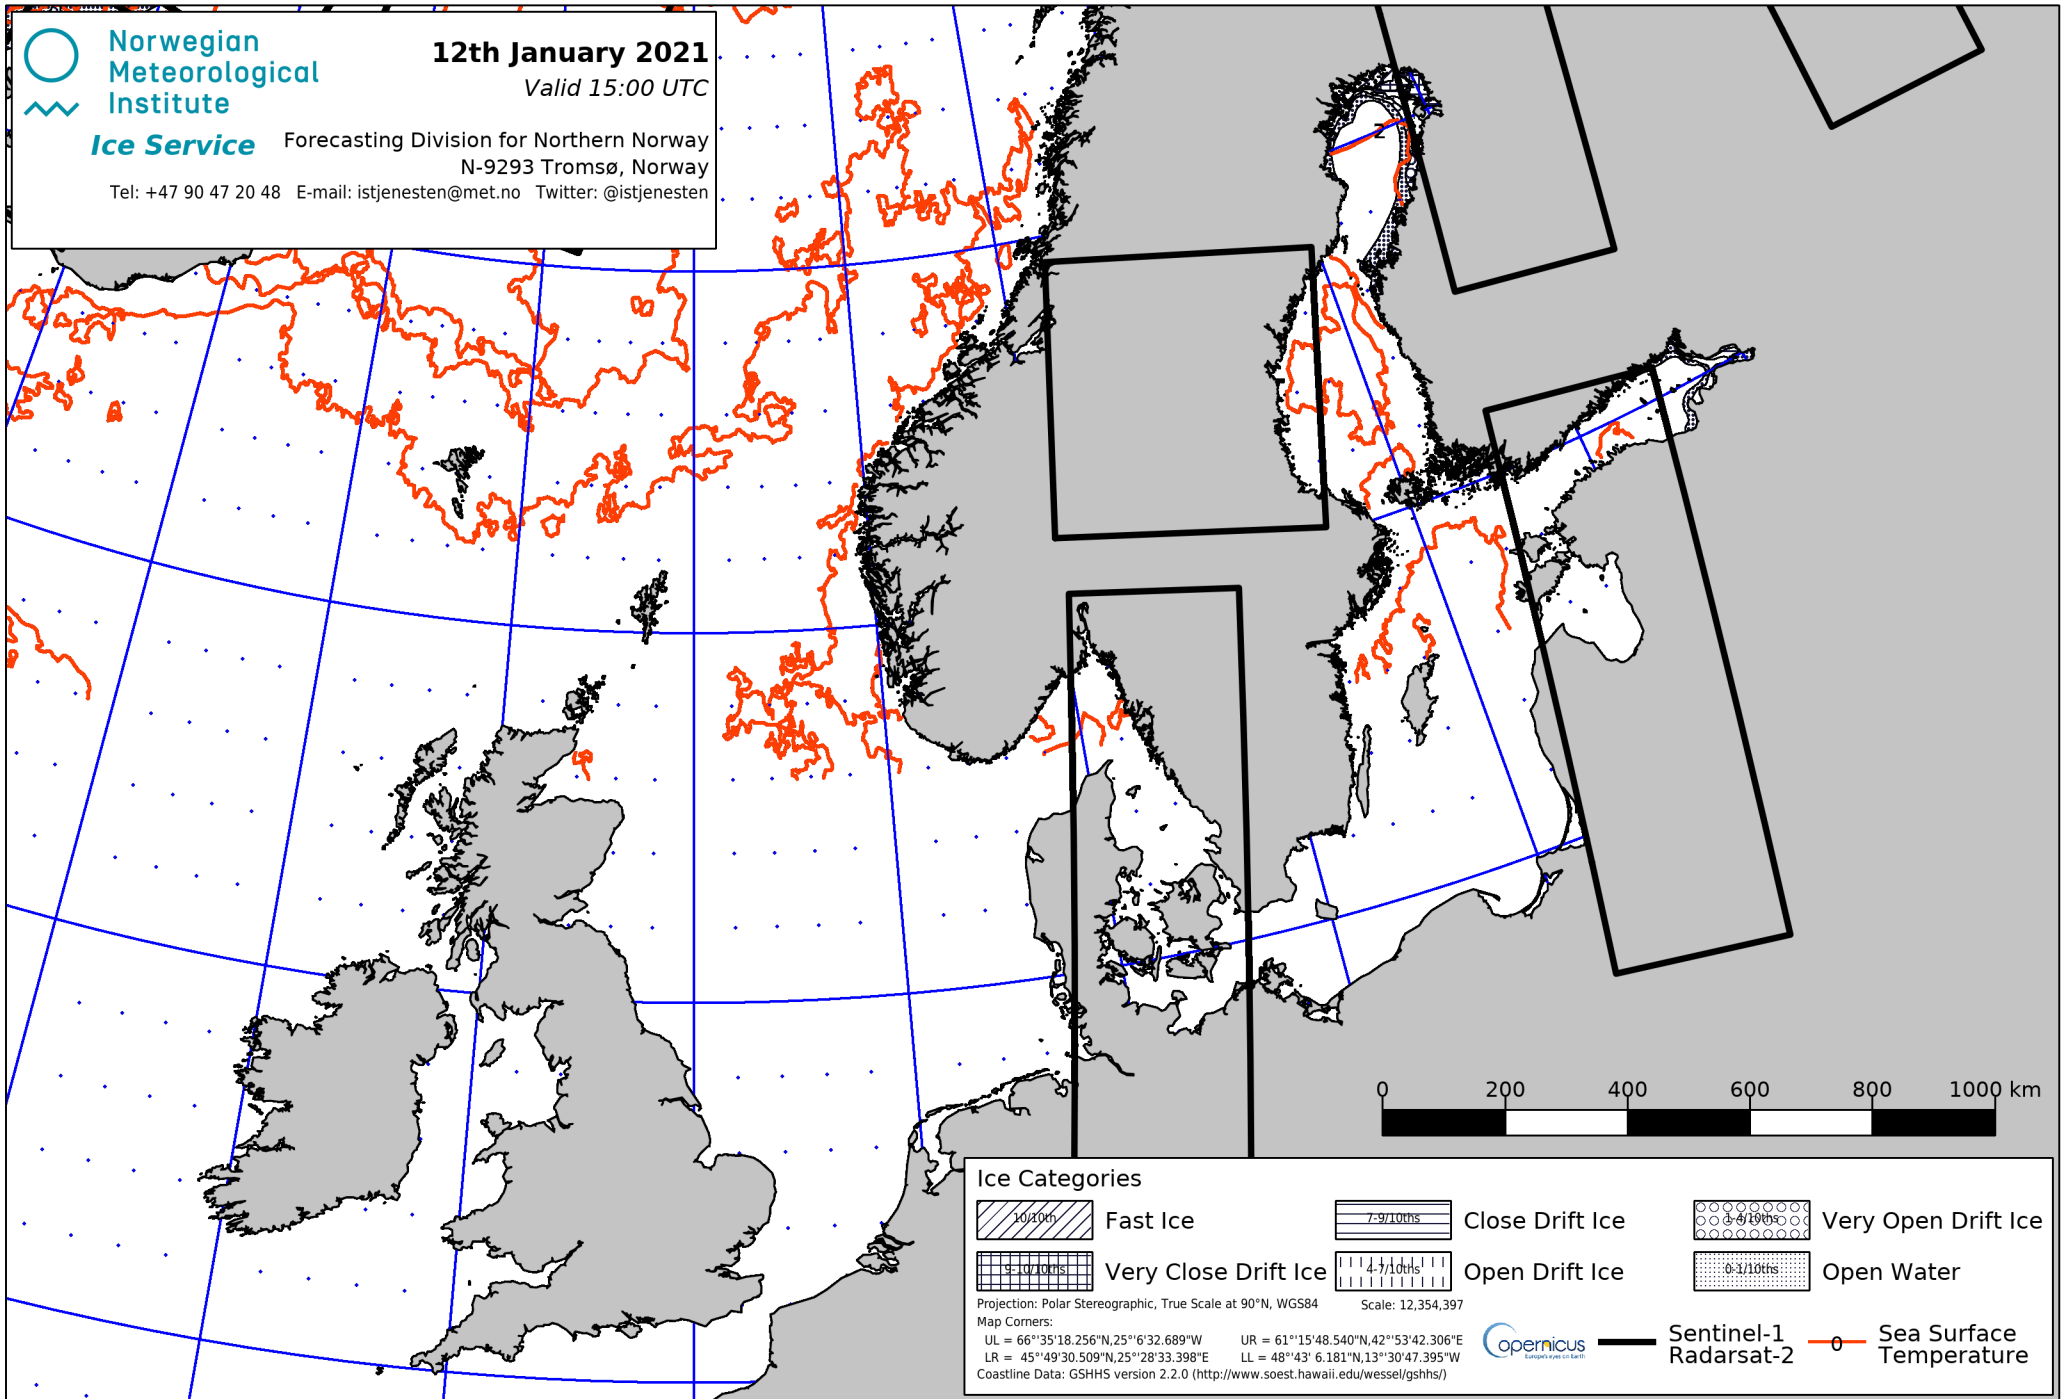 Norwegian
Meteorological
Institute
Ice Service
12th January 2021
Valid 15:00 UTC
Forecasting Division for Northern Norway
N-9293 Tromsø, Norway
Tel: +47 90 47 20 48 E-mail: istjenesten@met.no Twitter: @istjenesten
2
0 200 400 600 800 1000 km
Ice Categories
10/10th Fast Ice 7-9/10ths Close Drift Ice 1-4/10ths Very Open Drift Ice
9-10/10ths Very Close Drift Ice 4-7/10ths Open Drift Ice 0-1/10ths Open Water
Projection: Polar Stereographic, True Scale at 90°N, WGS84 Scale: 12,354,397
Map Corners:
UL = 66°35'18.256"N,25°6'32.689"W UR = 61°15'48.540"N,42°53'42.306"E
LR = 45°49'30.509"N,25°28'33.398"E LL = 48°43' 6.181"N,13°30'47.395"W
Coastline Data: GSHHS version 2.2.0 (http://www.soest.hawaii.edu/wessel/gshhs/)
Copernicus
Europe's eyes on Earth
Sentinel-1
Radarsat-2
0
Sea Surface
Temperature